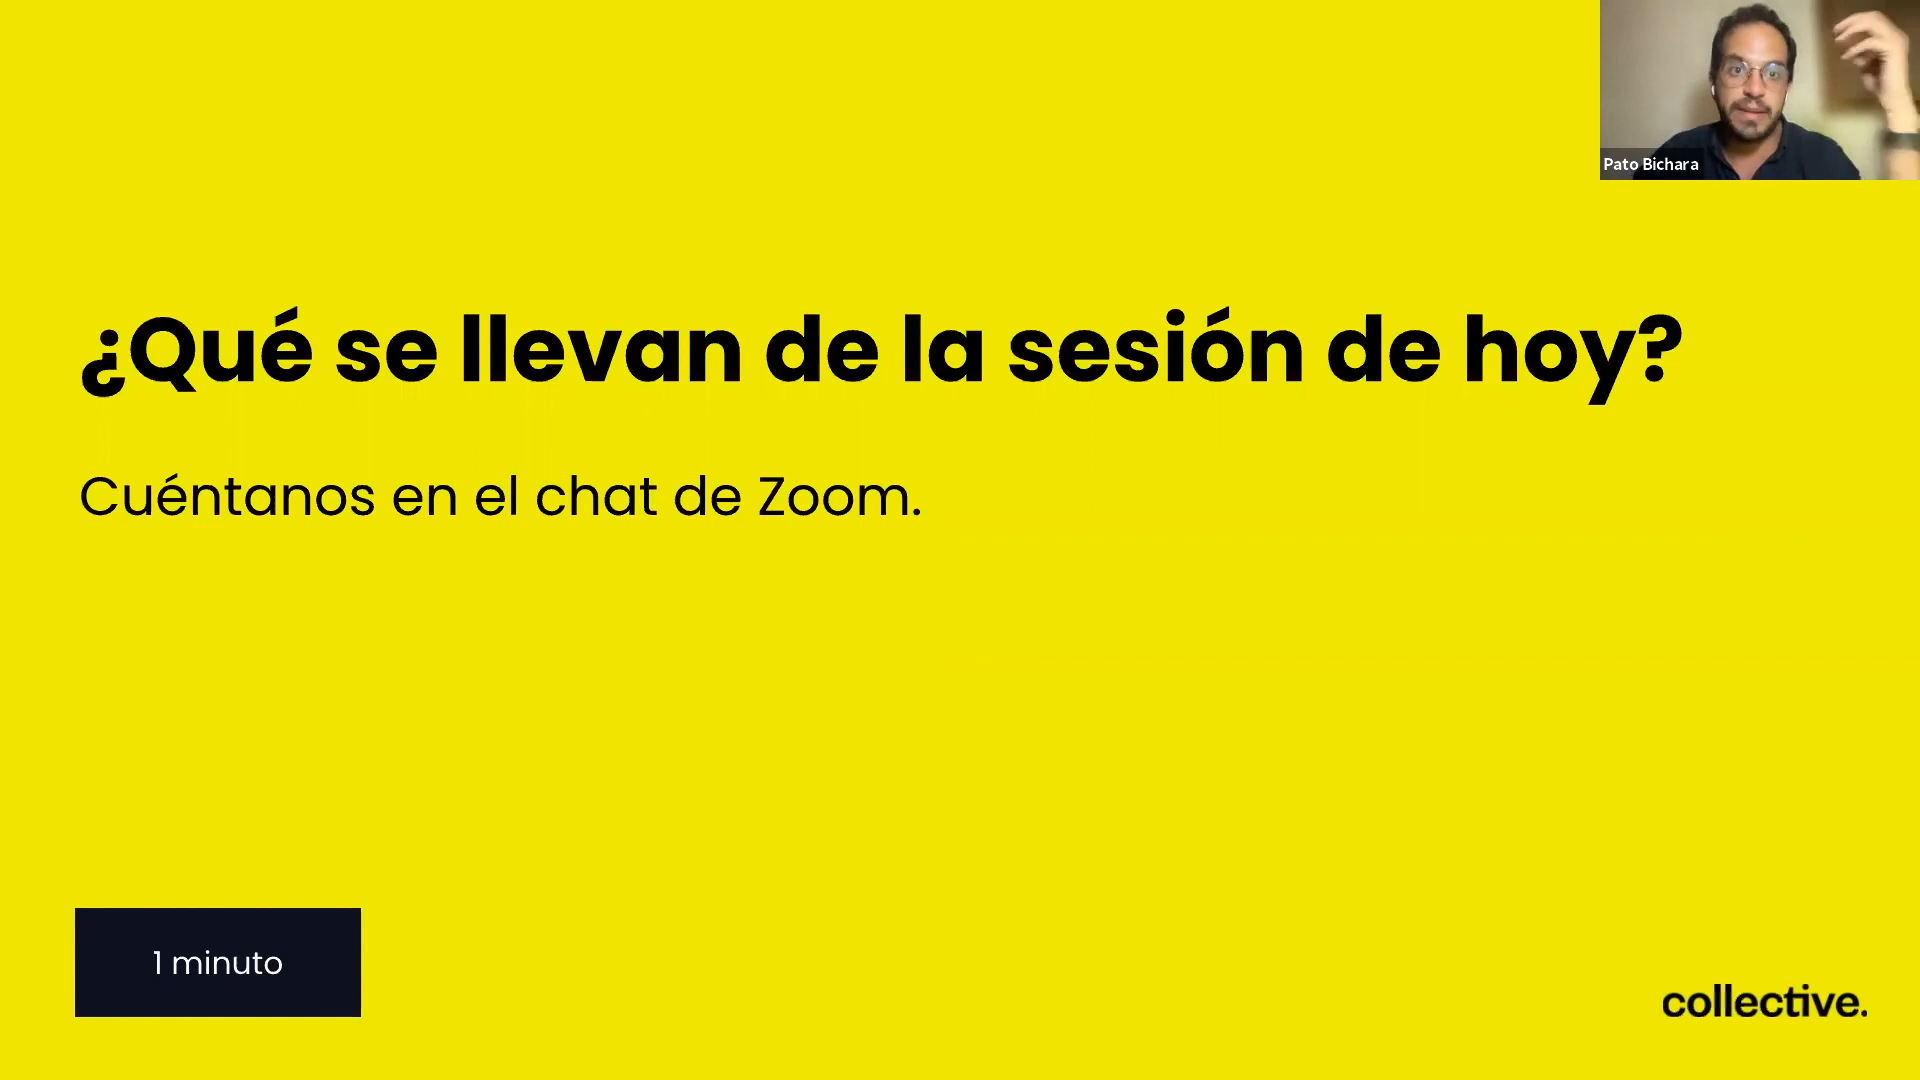 Pato Bichara
¿Qué se llevan de la sesión de hoy?
Cuéntanos en el chat de Zoom.
1 minuto
collective.